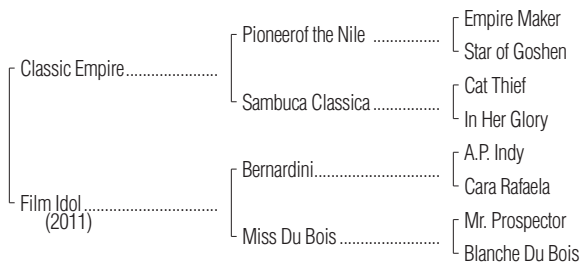 Pioneerof the Nile ................
Empire Maker
Star of Goshen
Classic Empire......................
Sambuca Classica ................
Cat Thief
In Her Glory
Bernardini..............................
A.P. Indy
Cara Rafaela
Film Idol ................................
(2011)
Miss Du Bois ........................
Mr. Prospector
Blanche Du Bois